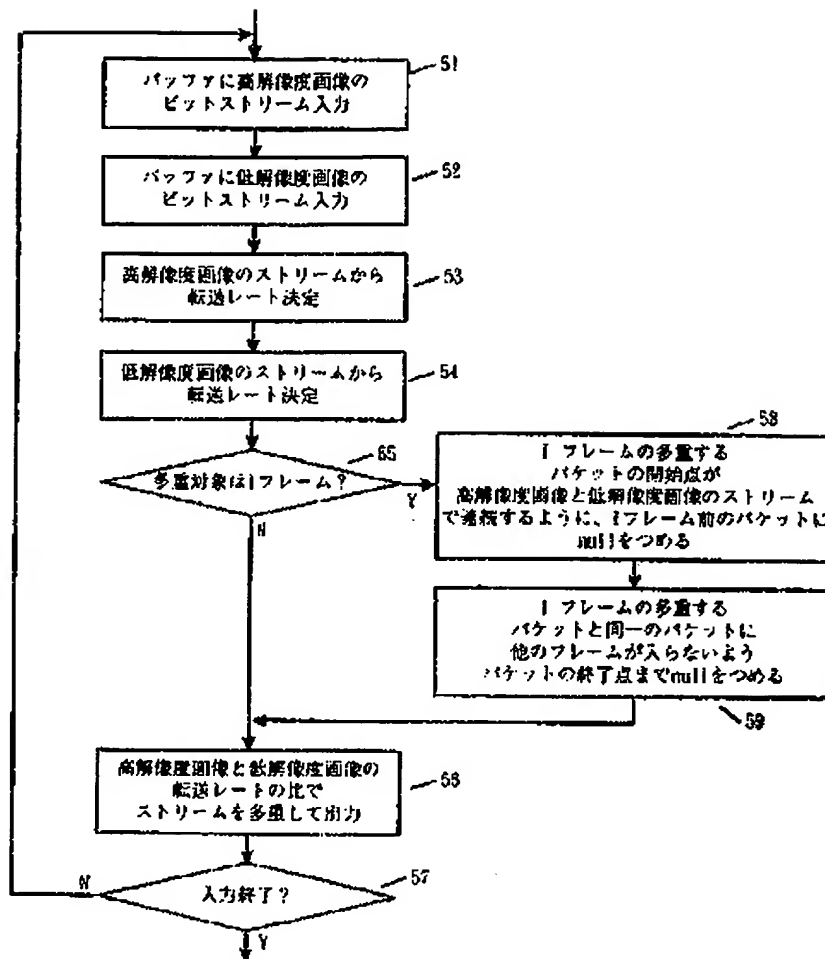 51
バッファに高解像度画像の
ビットストリーム入力
52
バッファに低解像度画像の
ビットストリーム入力
53
高解像度画像のストリームから
転送レート決定
54
低解像度画像のストリームから
転送レート決定
55
多重対象はIフレーム？
Y
N
58
I フレームの多重する
パケットの開始点が
高解像度画像と低解像度画像のストリーム
で連続するように、Iフレーム前のパケットに
nullをつめる
I フレームの多重する
パケットと同一のパケットに
他のフレームが入らないよう
パケットの終了点までnullをつめる
59
高解像度画像と低解像度画像の
転送レートの比で
ストリームを多重して出力
56
入力終了？
57
N
Y